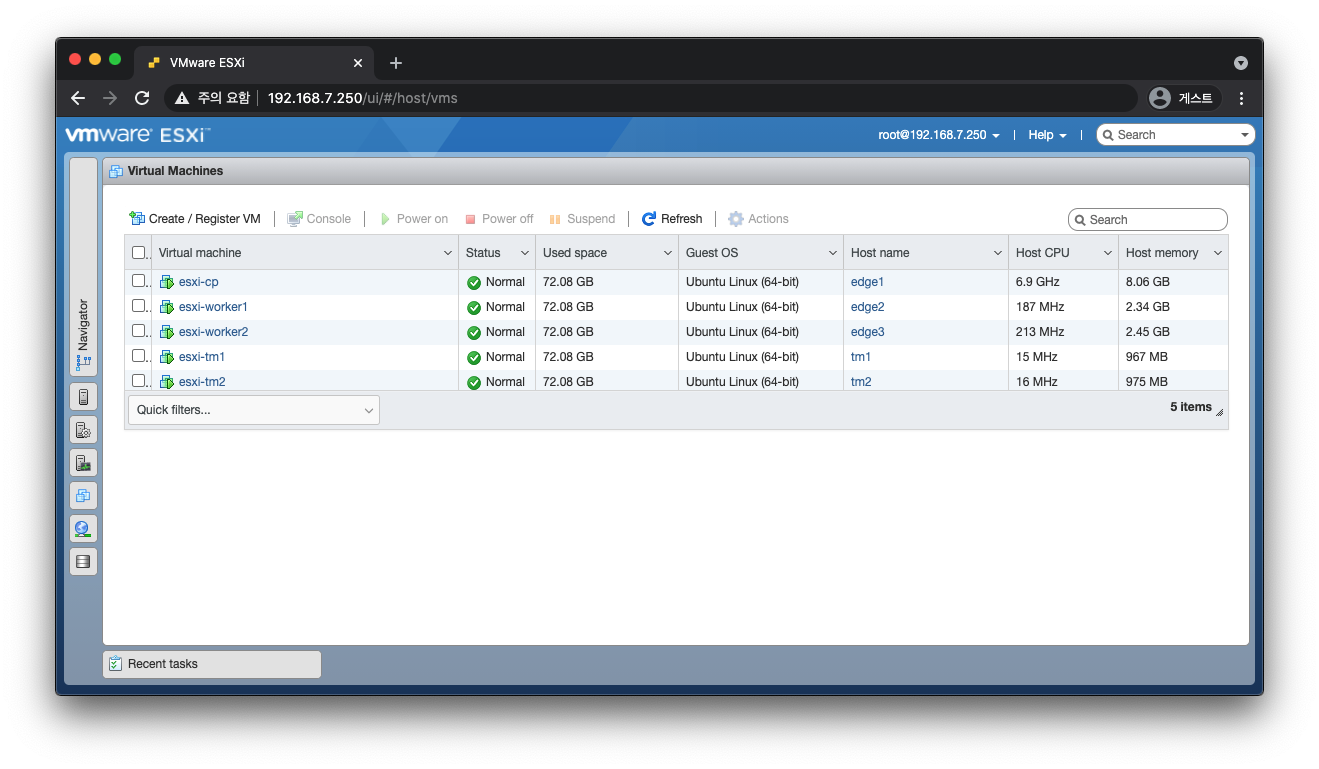 VMware ESXi
주의 요함 192.168.7.250/ui/#/host/vms 게스트
vmware® ESXi™ root@192.168.7.250 | Help | Search
Navigator
Virtual Machines
Create / Register VM | Console | Power on Power off Suspend | Refresh | Actions Search
Virtual machine Status Used space Guest OS Host name Host CPU Host memory
esxi-cp Normal 72.08 GB Ubuntu Linux (64-bit) edge1 6.9 GHz 8.06 GB
esxi-worker1 Normal 72.08 GB Ubuntu Linux (64-bit) edge2 187 MHz 2.34 GB
esxi-worker2 Normal 72.08 GB Ubuntu Linux (64-bit) edge3 213 MHz 2.45 GB
esxi-tm1 Normal 72.08 GB Ubuntu Linux (64-bit) tm1 15 MHz 967 MB
esxi-tm2 Normal 72.08 GB Ubuntu Linux (64-bit) tm2 16 MHz 975 MB
Quick filters... 5 items
Recent tasks